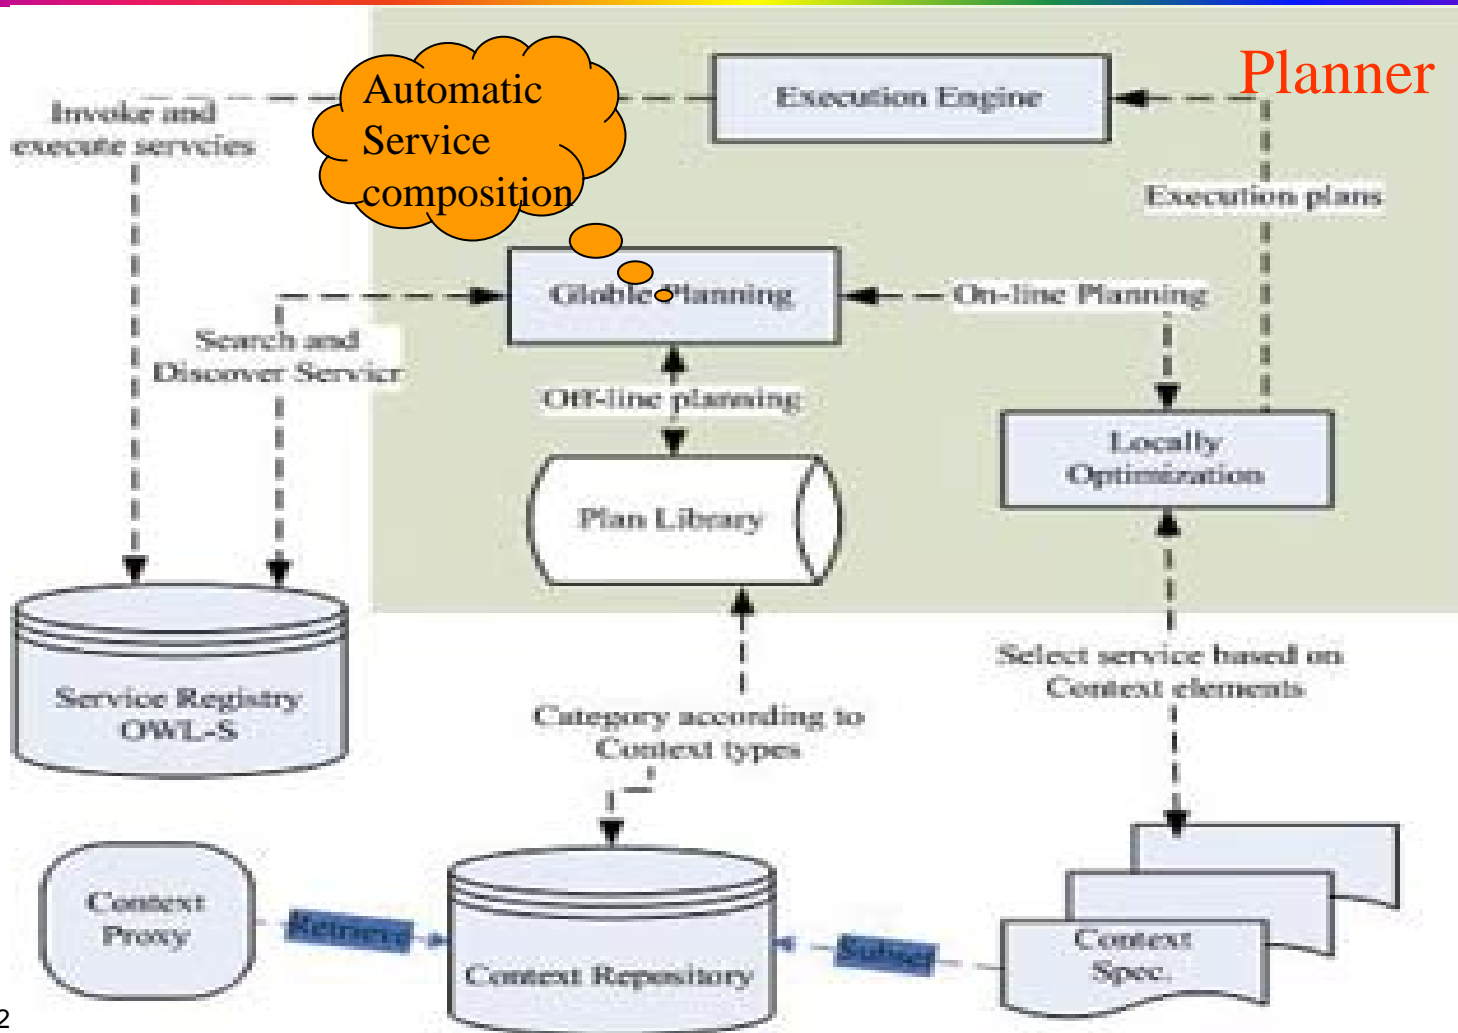 Planner
Automatic
Service
composition
Execution Engine
Invoke and
execute servcies
Execution plans
Globle Planning
On-line Planning
Search and
Discover Servicr
Off-line planning
Locally
Optimization
Plan Library
Select service based on
Context elements
Service Registry
OWL-S
Category according to
Context types
Context
Proxy
Retrieve
Context Repository
Subset
Context
Spec.
2